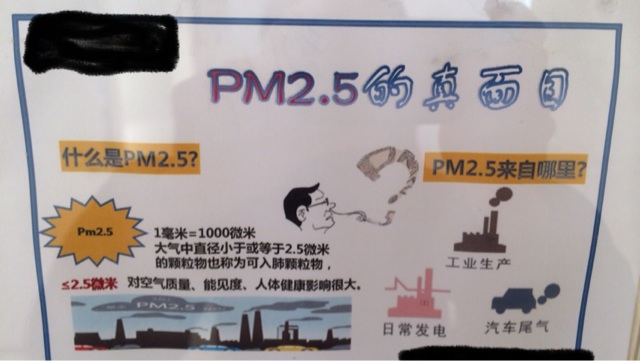 PM2.5的真面目
什么是PM2.5?
Pm2.5
1毫米=1000微米
大气中直径小于或等于2.5微米
的颗粒物也称为可入肺颗粒物，
≤2.5微米 对空气质量、能见度、人体健康影响很大。
PM2.5
PM2.5来自哪里?
工业生产
日常发电
汽车尾气